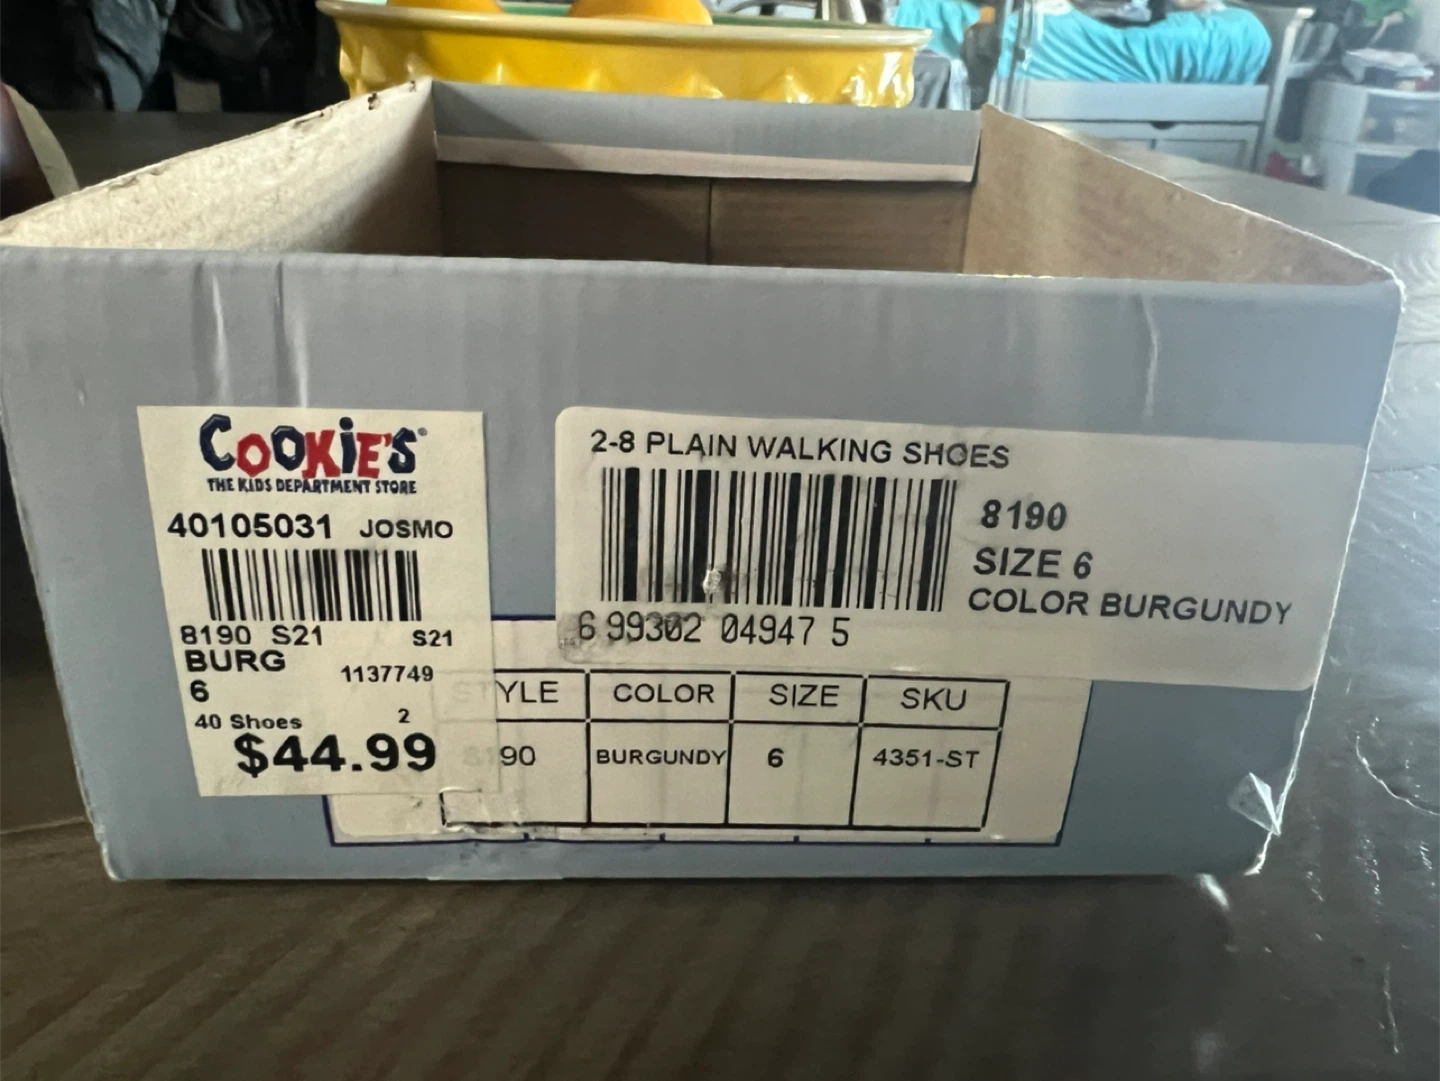 COOKiE'S
THE KIDS DEPARTMENT STORE
40105031 JOSMO
8190 S21 S21
BURG
6 1137749
40 Shoes 2
$44.99
2-8 PLAIN WALKING SHOES
8190
SIZE 6
COLOR BURGUNDY
6 99302 04947 5
STYLE COLOR SIZE SKU
8190 BURGUNDY 6 4351-ST